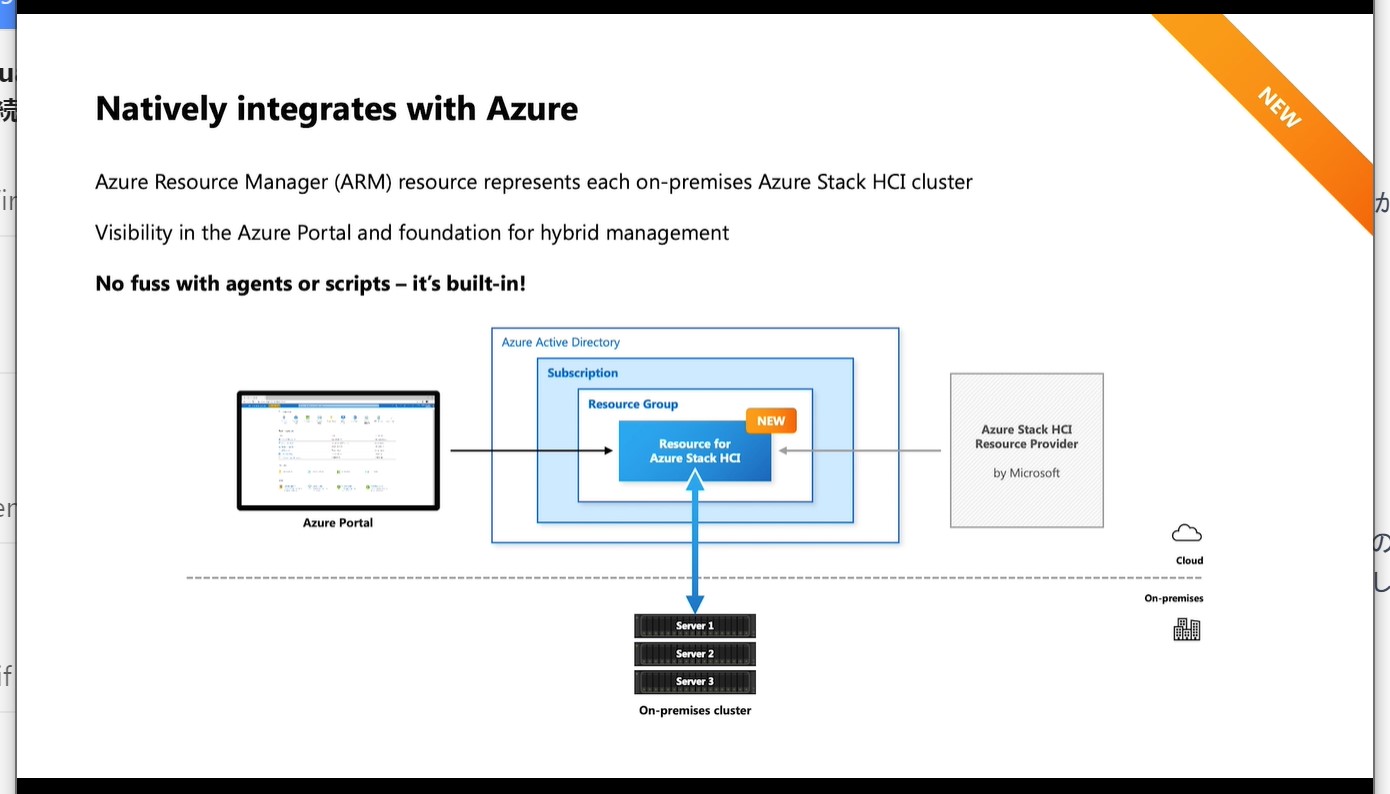 NEW
Natively integrates with Azure
Azure Resource Manager (ARM) resource represents each on-premises Azure Stack HCI cluster
Visibility in the Azure Portal and foundation for hybrid management
No fuss with agents or scripts – it's built-in!
Azure Active Directory
Subscription
Resource Group
NEW
Resource for
Azure Stack HCI
Azure Stack HCI
Resource Provider
by Microsoft
Azure Portal
Cloud
On-premises
Server 1
Server 2
Server 3
On-premises cluster